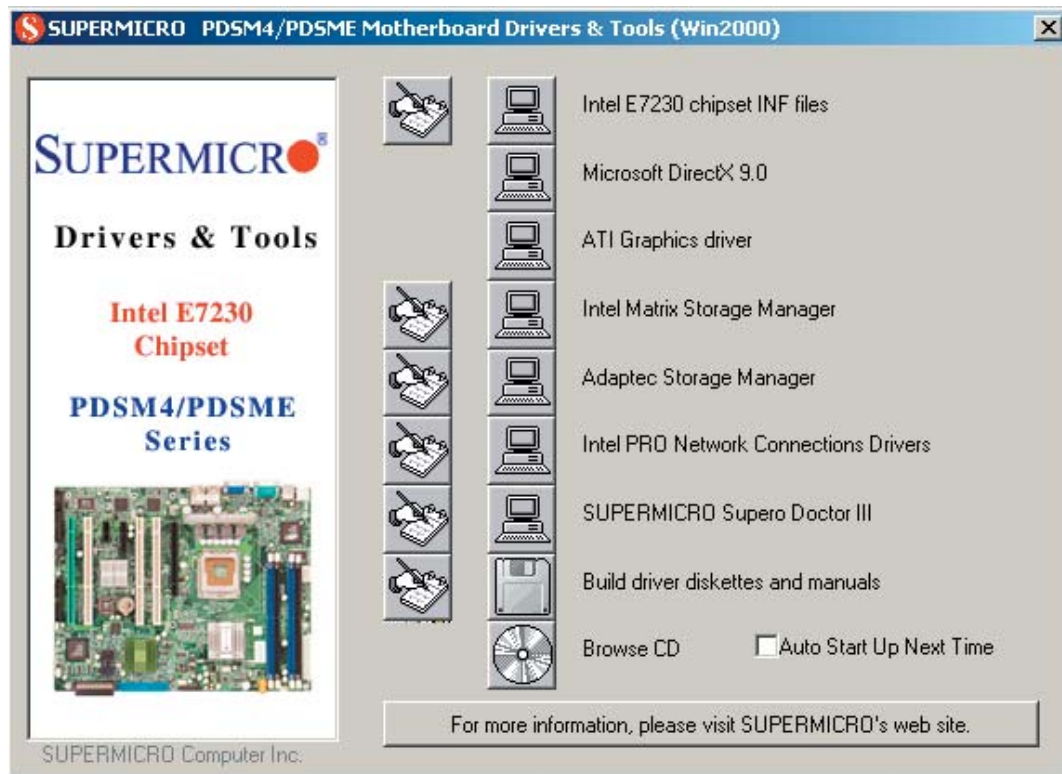 SUPERMICRO PDSM4/PDSME Motherboard Drivers & Tools (Win2000)
SUPERMICRO®
Drivers & Tools
Intel E7230
Chipset
PDSM4/PDSME
Series
SUPERMICRO Computer Inc.
Intel E7230 chipset INF files
Microsoft DirectX 9.0
ATI Graphics driver
Intel Matrix Storage Manager
Adaptec Storage Manager
Intel PRO Network Connections Drivers
SUPERMICRO Supero Doctor III
Build driver diskettes and manuals
Browse CD
Auto Start Up Next Time
For more information, please visit SUPERMICRO's web site.